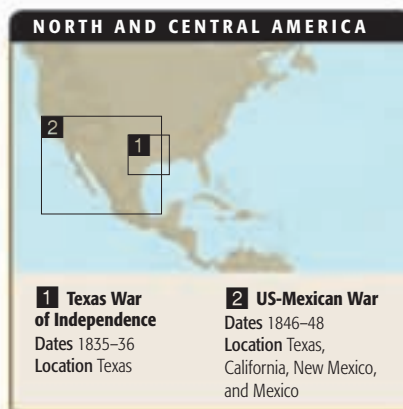 NORTH AND CENTRAL AMERICA
2
1
1 Texas War
of Independence
Dates 1835–36
Location Texas
2 US-Mexican War
Dates 1846–48
Location Texas,
California, New Mexico,
and Mexico